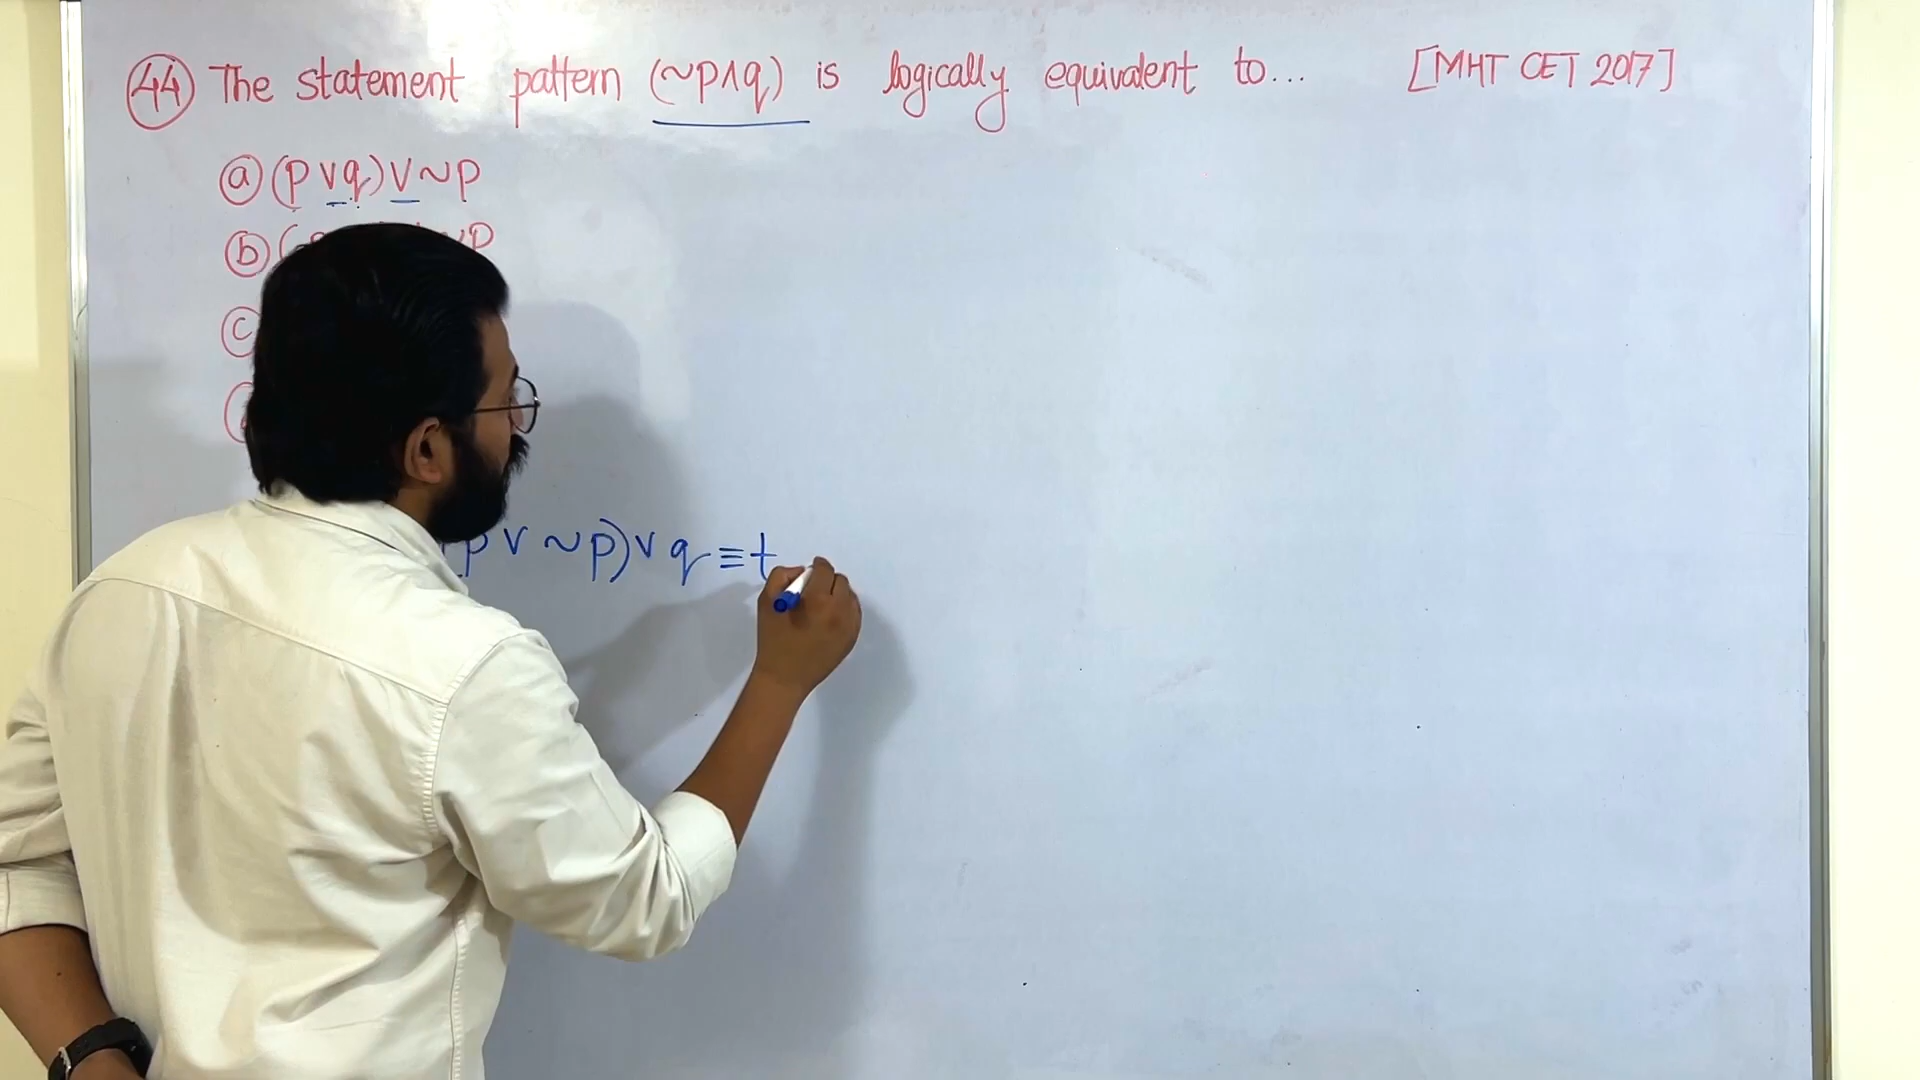 44 The statement pattern (~p∧q) is logically equivalent to... [MHT CET 2017]
a (p ∨ q) ∨ ~p
b ( ~p
c
p ∨ ~p) ∨ q ≡ t